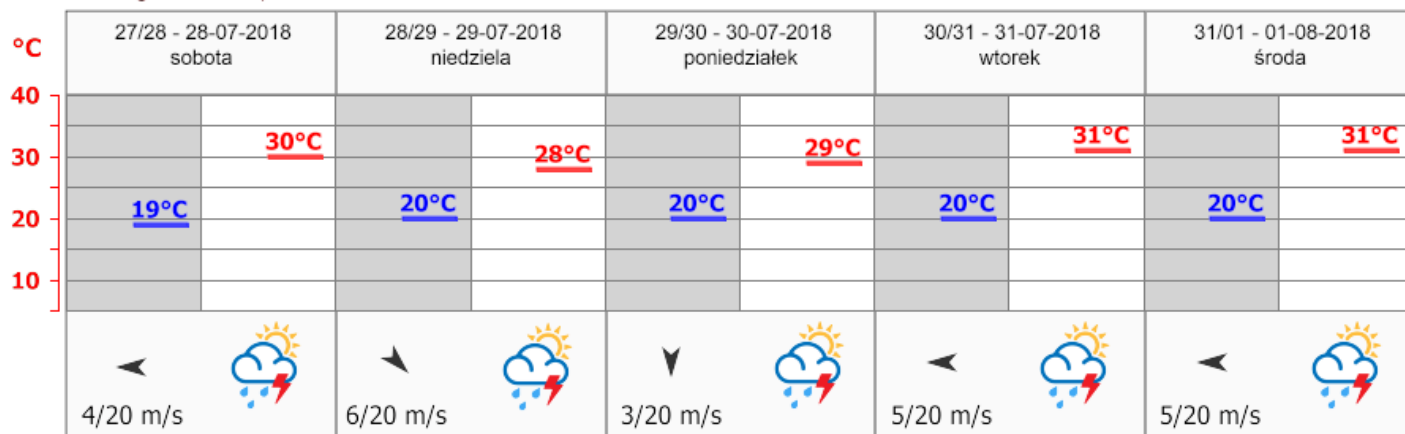 27/28 - 28-07-2018
sobota
28/29 - 29-07-2018
niedziela
29/30 - 30-07-2018
poniedziałek
30/31 - 31-07-2018
wtorek
31/01 - 01-08-2018
środa
°C
40
30
20
10
19°C
30°C
20°C
28°C
20°C
29°C
20°C
31°C
20°C
31°C
4/20 m/s
6/20 m/s
3/20 m/s
5/20 m/s
5/20 m/s